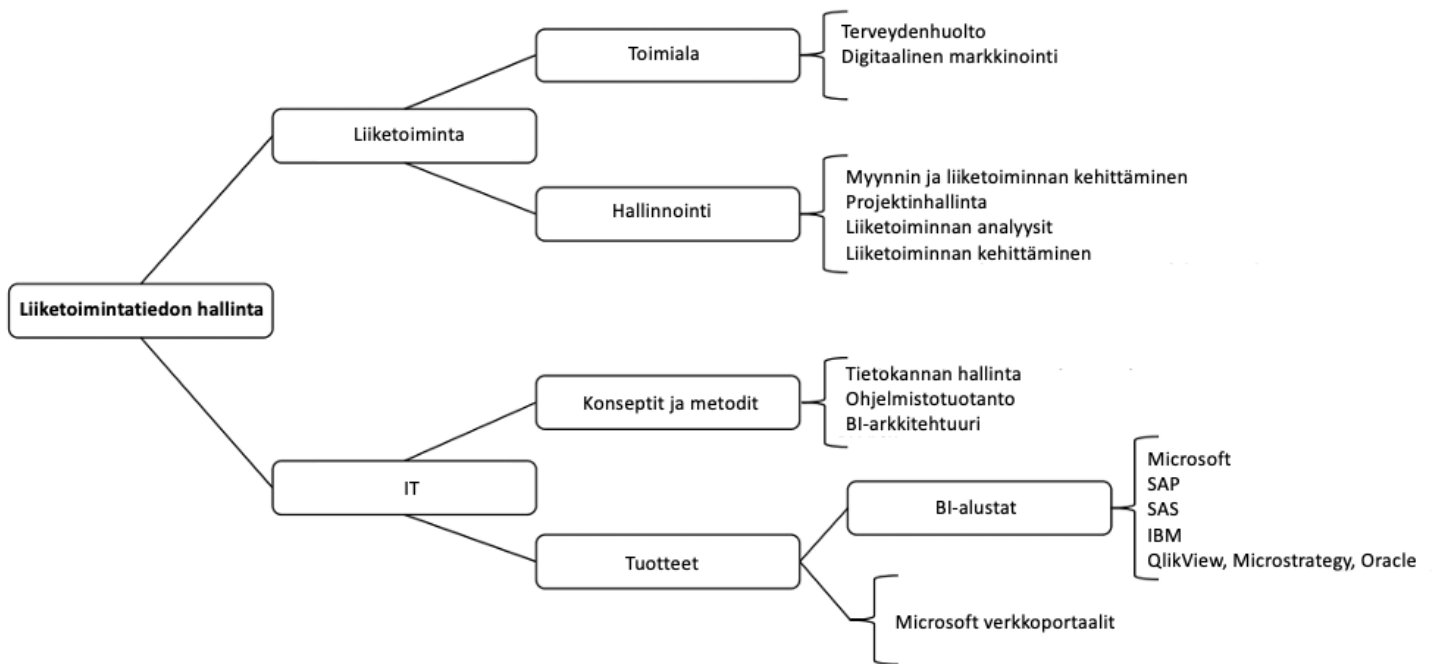 Toimiala
Terveydenhuolto
Digitaalinen markkinointi
Liiketoiminta
Hallinnointi
Myynnin ja liiketoiminnan kehittäminen
Projektinhallinta
Liiketoiminnan analyysit
Liiketoiminnan kehittäminen
Liiketoimintatiedon hallinta
Konseptit ja metodit
Tietokannan hallinta
Ohjelmistotuotanto
BI-arkkitehtuuri
IT
BI-alustat
Microsoft
SAP
SAS
IBM
QlikView, Microstrategy, Oracle
Tuotteet
Microsoft verkkoportaalit